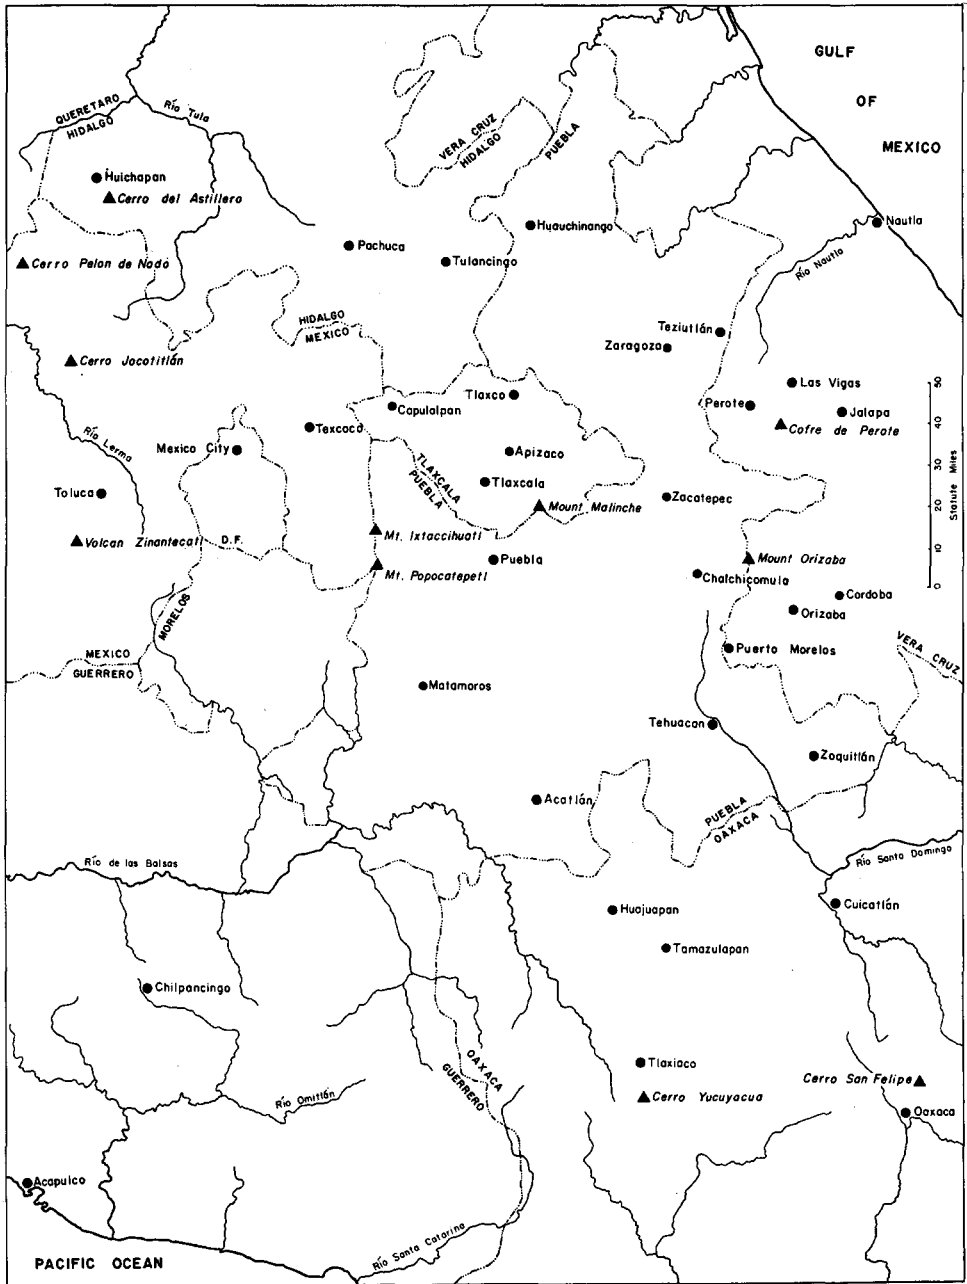 GULF
OF
MEXICO
QUERETARO
HIDALGO
Río Tula
VERA CRUZ
HIDALGO
PUEBLA
Huichapan
Cerro del Astillero
Huauchinango
Nautla
Pachuca
Tulancingo
Cerro Pelon de Nado
Río Nautla
HIDALGO
MEXICO
Teziutlán
Zaragoza
Cerro Jocotitlán
Las Vigas
Tlaxco
Capulalpan
Perote
Jalapa
Cofre de Perote
Texcoco
Río Lerma
Mexico City
Apizaco
TLAXCALA
PUEBLA
Tlaxcala
Toluca
Mount Malinche
Zacatepec
50
40
30
20
10
0
Statute Miles
Volcan Zinantecatl
D.F.
Mt. Ixtaccihuatl
Puebla
Mount Orizaba
Mt. Popocatepetl
Chalchicomula
Cordoba
Orizaba
MORELOS
MEXICO
GUERRERO
Puerto Morelos
VERA CRUZ
Matamoros
Tehuacon
Zoquitlán
Acatlán
PUEBLA
OAXACA
Río de las Balsas
Río Santo Domingo
Huajuapan
Cuicatlán
Tamazulapan
Chilpancingo
OAXACA
GUERRERO
Tlaxiaco
Cerro San Felipe
Cerro Yucuyacua
Río Omitlán
Oaxaca
Acapulco
Río Santa Catarina
PACIFIC OCEAN